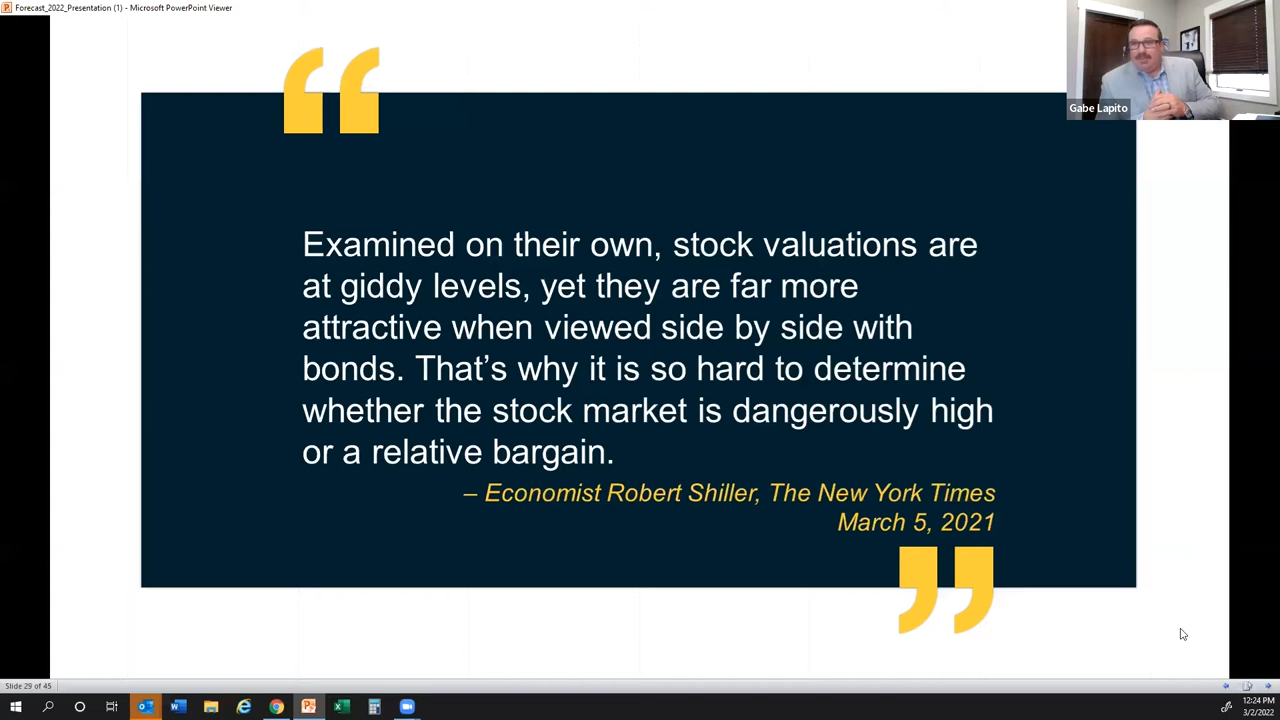 Forecast_2022_Presentation (1) - Microsoft PowerPoint Viewer
Gabe Lapito
“
Examined on their own, stock valuations are
at giddy levels, yet they are far more
attractive when viewed side by side with
bonds. That’s why it is so hard to determine
whether the stock market is dangerously high
or a relative bargain.
– Economist Robert Shiller, The New York Times
March 5, 2021
”
Slide 29 of 45
12:24 PM
3/2/2022